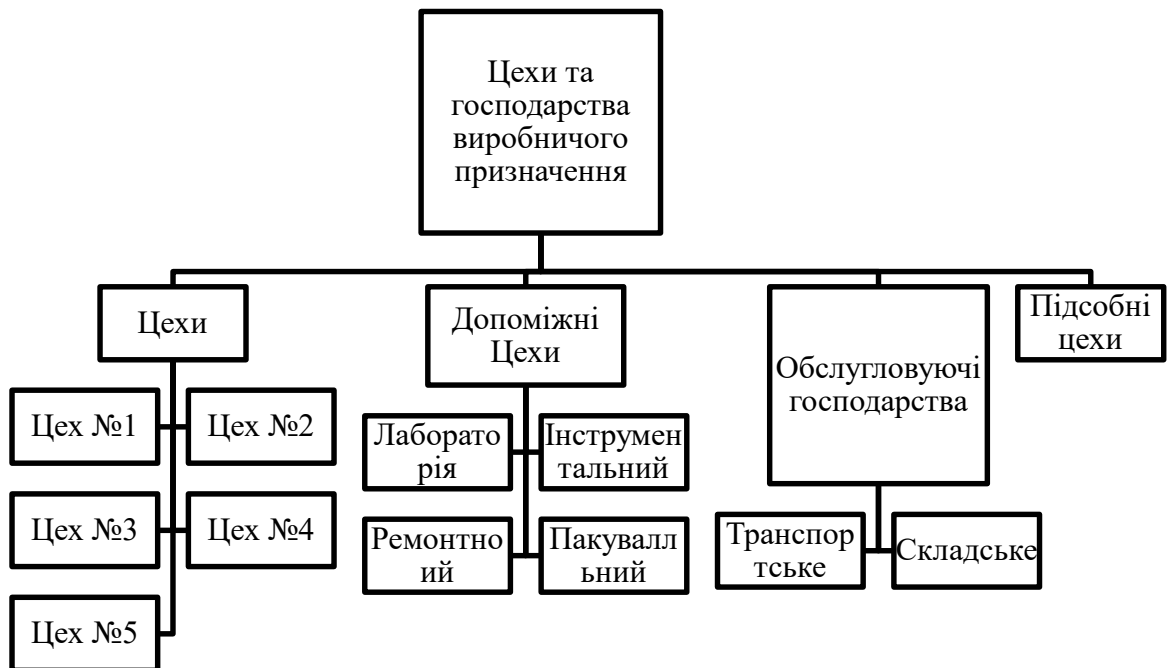 Цехи та
господарства
виробничого
призначення
Цехи
Допоміжні
Цехи
Обслугловуючі
господарства
Підсобні
цехи
Цех №1
Цех №2
Цех №3
Цех №4
Цех №5
Лаборато
рія
Інструмен
тальний
Ремонтно
ий
Пакувалл
ьний
Транспор
тське
Складське